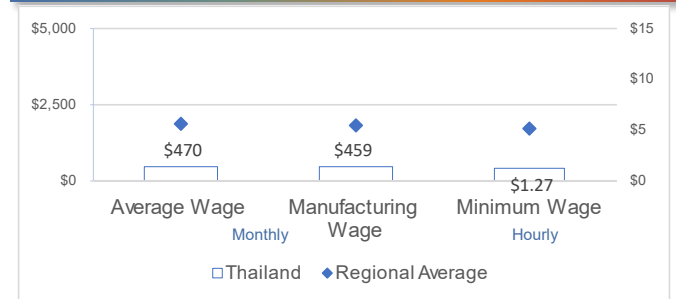 $5,000
$15
$10
$2,500
$5
$470
$459
$0
$0
$1.27
Average Wage
Manufacturing
Wage
Minimum Wage
Monthly
Hourly
Thailand
Regional Average